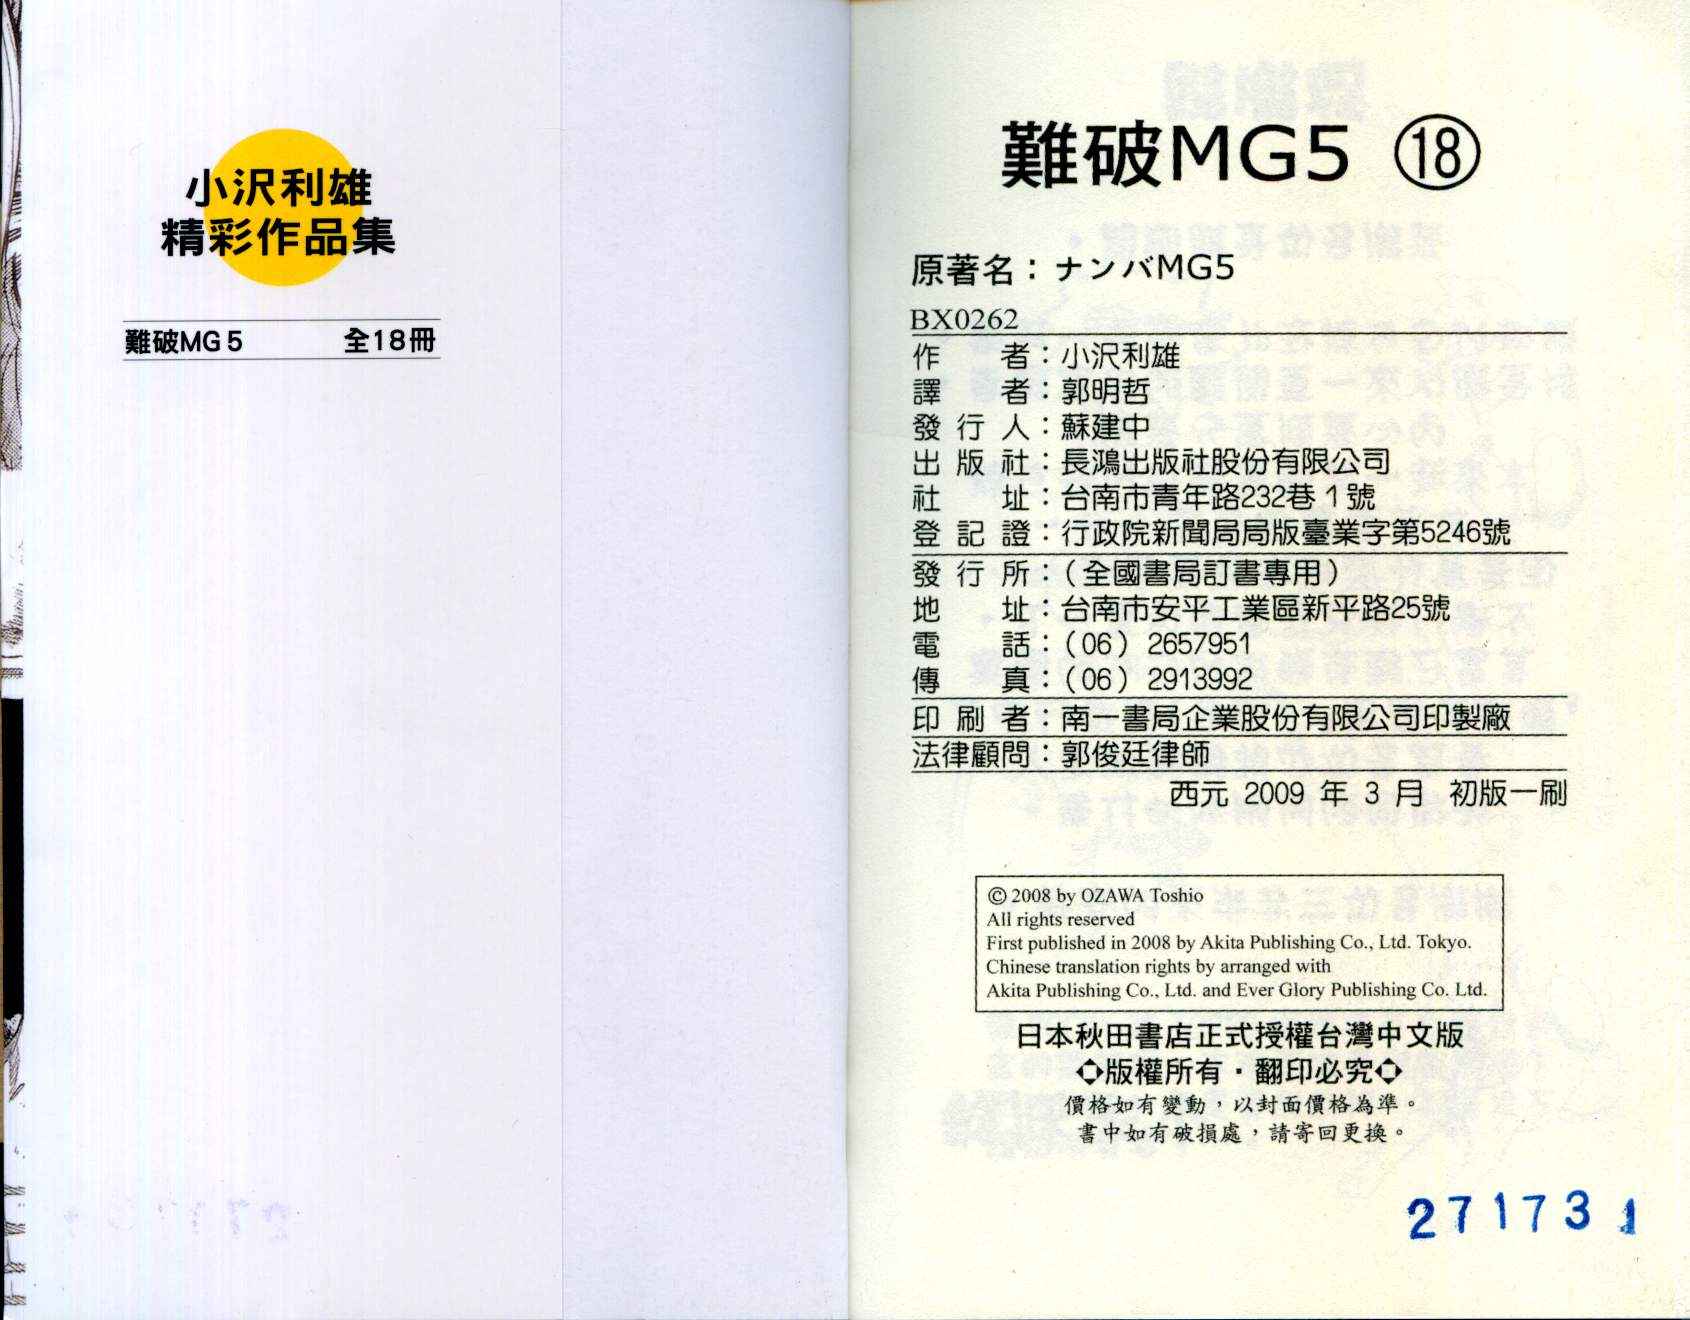 小沢利雄
精彩作品集
難破MG5 全18冊
難破MG5 ⑱
原著名：ナンバMG5
BX0262
作者：小沢利雄
譯者：郭明哲
發行人：蘇建中
出版社：長鴻出版社股份有限公司
社址：台南市青年路232巷1號
登記證：行政院新聞局局版臺業字第5246號
發行所：（全國書局訂書專用）
地址：台南市安平工業區新平路25號
電話：（06）2657951
傳真：（06）2913992
印刷者：南一書局企業股份有限公司印製廠
法律顧問：郭俊廷律師
西元 2009 年 3 月 初版一刷
© 2008 by OZAWA Toshio
All rights reserved
First published in 2008 by Akita Publishing Co., Ltd. Tokyo.
Chinese translation rights by arranged with
Akita Publishing Co., Ltd. and Ever Glory Publishing Co. Ltd.
日本秋田書店正式授權台灣中文版
◇版權所有・翻印必究◇
價格如有變動，以封面價格為準。
書中如有破損處，請寄回更換。
271731